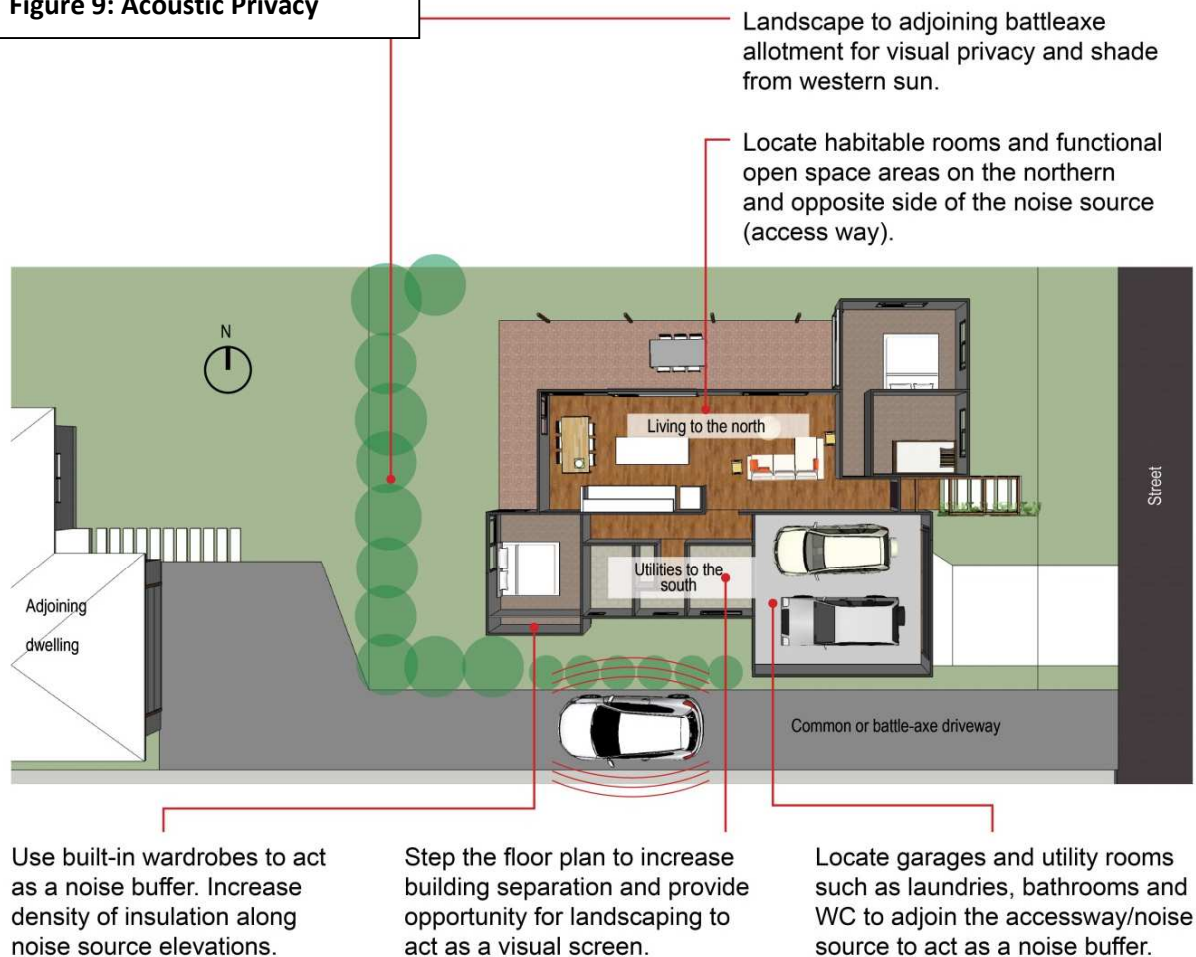 Figure 9: Acoustic Privacy
Landscape to adjoining battleaxe
allotment for visual privacy and shade
from western sun.
Locate habitable rooms and functional
open space areas on the northern
and opposite side of the noise source
(access way).
N
Living to the north
Street
Utilities to the
south
Adjoining
dwelling
Common or battle-axe driveway
Use built-in wardrobes to act
as a noise buffer. Increase
density of insulation along
noise source elevations.
Step the floor plan to increase
building separation and provide
opportunity for landscaping to
act as a visual screen.
Locate garages and utility rooms
such as laundries, bathrooms and
WC to adjoin the accessway/noise
source to act as a noise buffer.